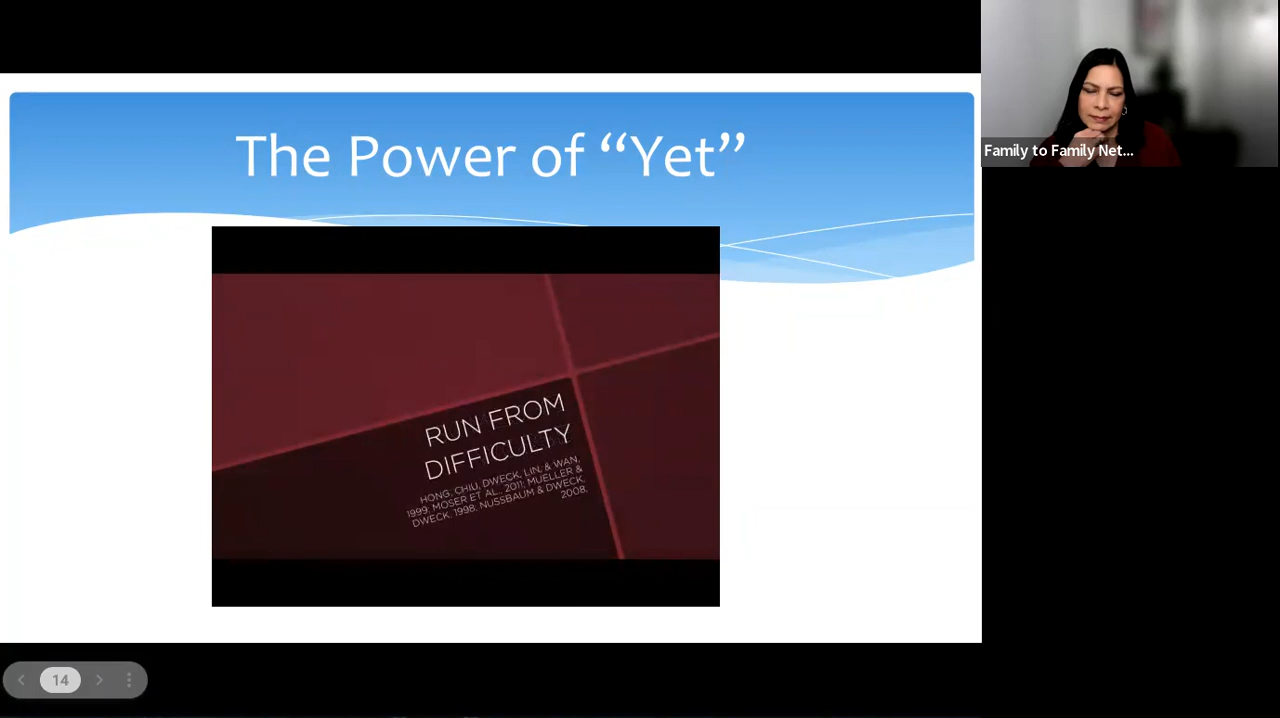 The Power of “Yet”
Family to Family Net...
RUN FROM
DIFFICULTY
HONG, CHIU, DWECK, LIN, & WAN,
1999; MOSER ET AL., 2011; MUELLER &
DWECK, 1998, NUSSBAUM & DWECK,
2008,
14